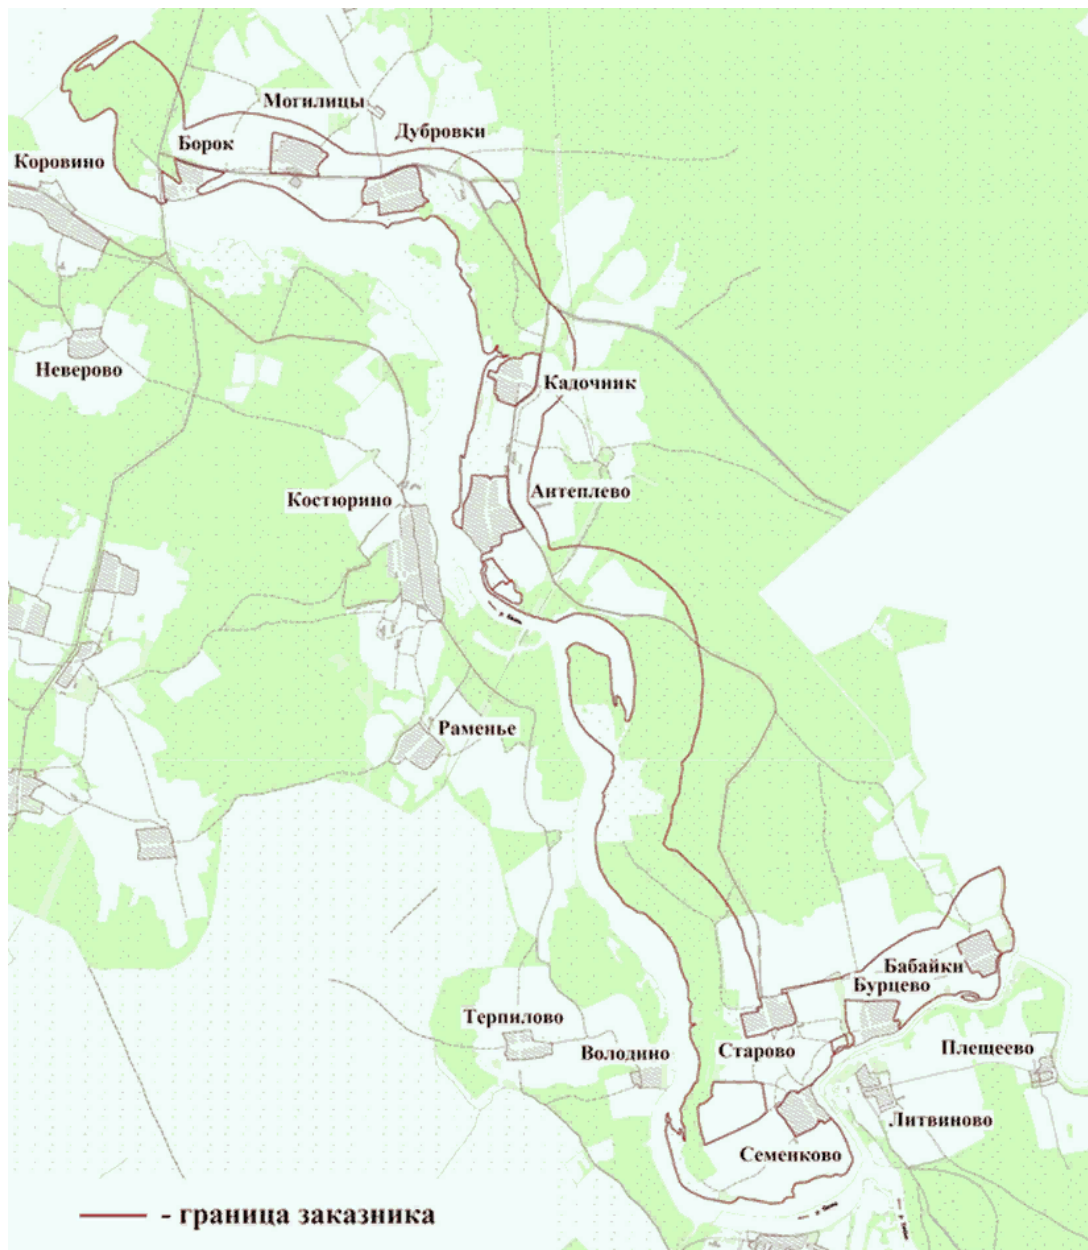 Могилицы
Дубровки
Борок
Коровино
Неверово
Кадочник
Антеплево
Костюрино
Раменье
Бабайки
Бурцево
Терпилово
Володино
Старово
Плещеево
Литвиново
Семенково
- граница заказника